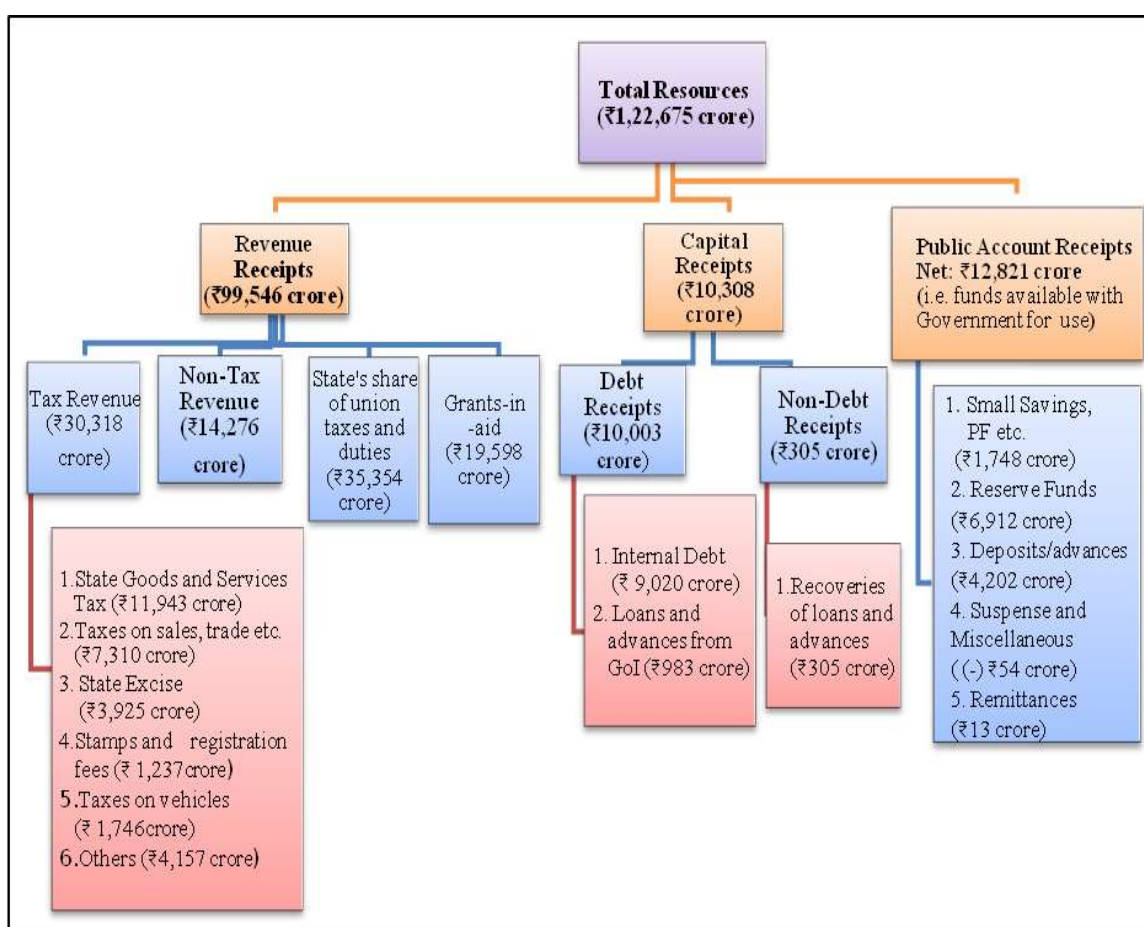 Total Resources
(₹1,22,675 crore)
Revenue
Receipts
(₹99,546 crore)
Capital
Receipts
(₹10,308
crore)
Public Account Receipts
Net: ₹12,821 crore
(i.e. funds available with
Government for use)
Tax Revenue
(₹30,318
crore)
Non-Tax
Revenue
(₹14,276
crore)
State's share
of union
taxes and
duties
(₹35,354
crore)
Grants-in
-aid
(₹19,598
crore)
Debt
Receipts
(₹10,003
crore)
Non-Debt
Receipts
(₹305 crore)
1.State Goods and Services
Tax (₹11,943 crore)
2.Taxes on sales, trade etc.
(₹7,310 crore)
3. State Excise
(₹3,925 crore)
4.Stamps and registration
fees (₹ 1,237crore)
5.Taxes on vehicles
(₹ 1,746crore)
6.Others (₹4,157 crore)
1. Internal Debt
(₹ 9,020 crore)
2. Loans and
advances from
GoI (₹983 crore)
1.Recoveries
of loans and
advances
(₹305 crore)
1. Small Savings,
PF etc.
(₹1,748 crore)
2. Reserve Funds
(₹6,912 crore)
3. Deposits/advances
(₹4,202 crore)
4. Suspense and
Miscellaneous
((-) ₹54 crore)
5. Remittances
(₹13 crore)